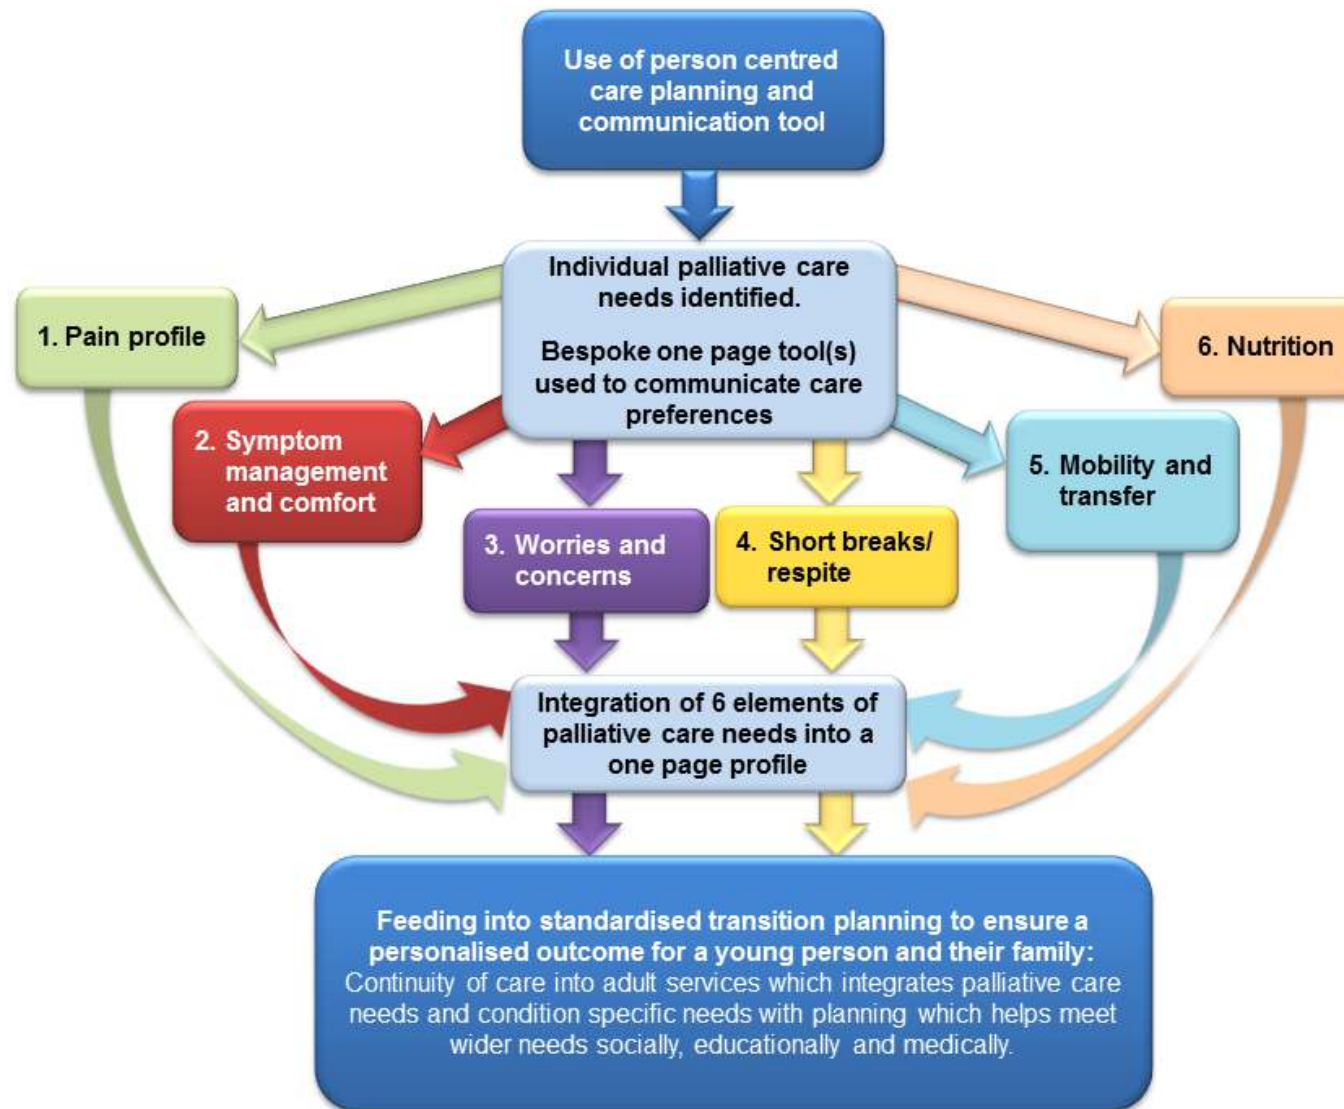 Use of person centred
care planning and
communication tool
Individual palliative care
needs identified.
Bespoke one page tool(s)
used to communicate care
preferences
1. Pain profile
2. Symptom
management
and comfort
3. Worries and
concerns
4. Short breaks/
respite
5. Mobility and
transfer
6. Nutrition
Integration of 6 elements of
palliative care needs into a
one page profile
Feeding into standardised transition planning to ensure a
personalised outcome for a young person and their family:
Continuity of care into adult services which integrates palliative care
needs and condition specific needs with planning which helps meet
wider needs socially, educationally and medically.